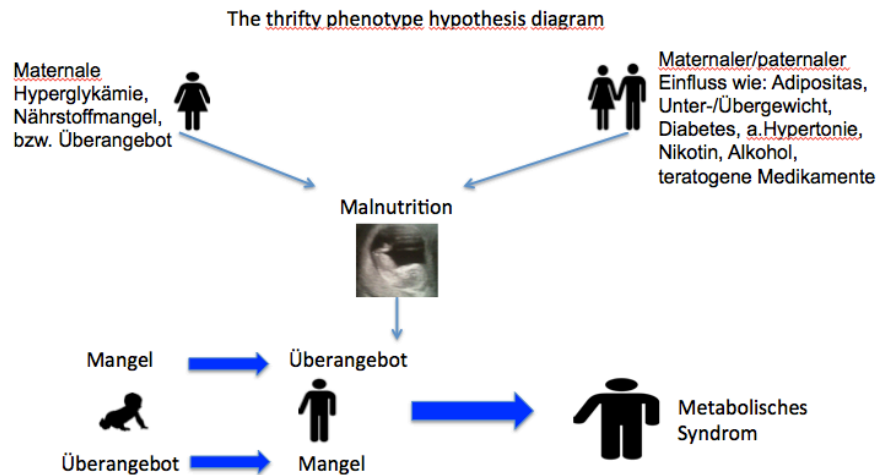 The thrifty phenotype hypothesis diagram
Maternale
Hyperglykämie,
Nährstoffmangel,
bzw. Überangebot
Maternaler/paternaler
Einfluss wie: Adipositas,
Unter-/Übergewicht,
Diabetes, a.Hypertonie,
Nikotin, Alkohol,
teratogene Medikamente
Malnutrition
Mangel
Überangebot
Metabolisches
Syndrom
Überangebot
Mangel